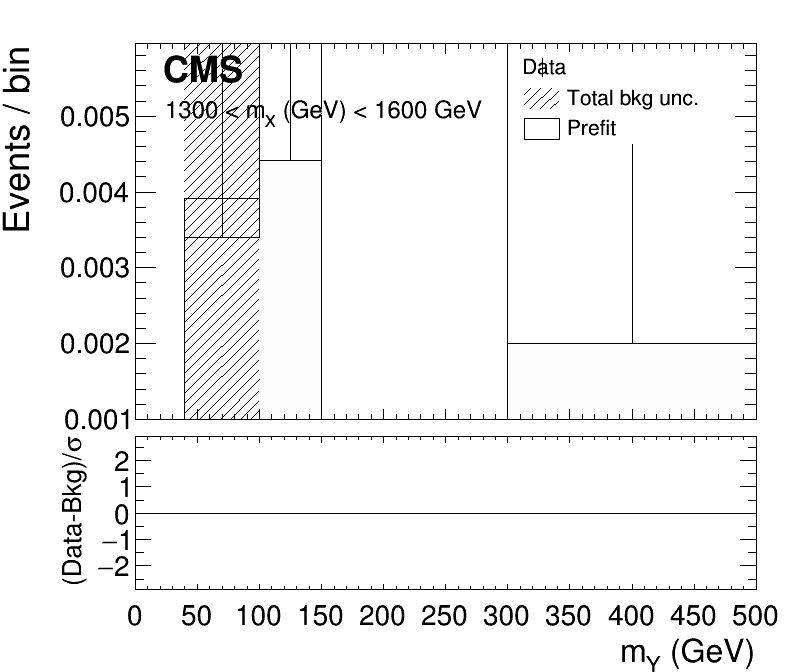 CMS
1300 < mX (GeV) < 1600 GeV
Data
Total bkg unc.
Prefit
Events / bin
0.005
0.004
0.003
0.002
0.001
(Data-Bkg)/σ
2
1
0
−1
−2
0 50 100 150 200 250 300 350 400 450 500
mY (GeV)